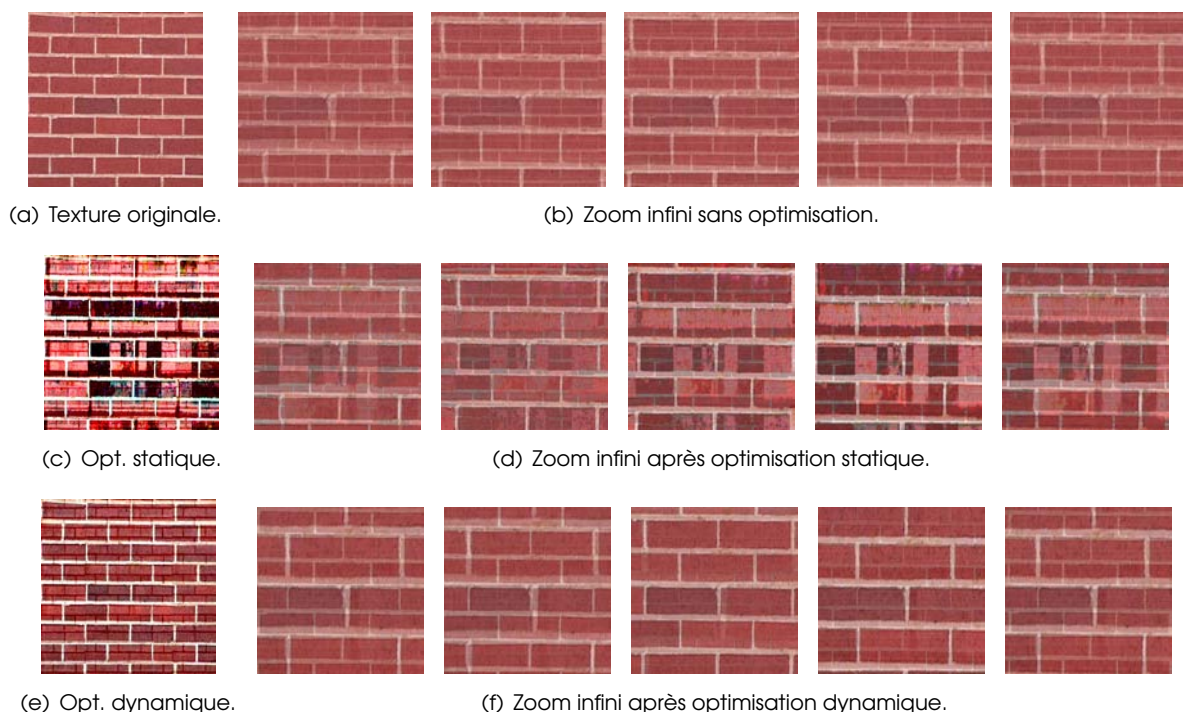 (a) Texture originale.
(b) Zoom infini sans optimisation.
(c) Opt. statique.
(d) Zoom infini après optimisation statique.
(e) Opt. dynamique.
(f) Zoom infini après optimisation dynamique.